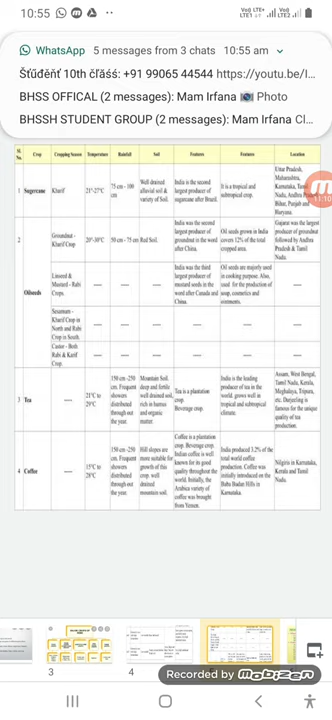 10:55
Vo)) LTE+ Vo))
LTE1 LTE2
WhatsApp 5 messages from 3 chats 10:55 am
Šťüđěňť 10th čľãśś: +91 99065 44544 https://youtu.be/I...
BHSS OFFICAL (2 messages): Mam Irfana 📷 Photo
BHSSH STUDENT GROUP (2 messages): Mam Irfana Cl...
Sl. No. Crop Cropping Season Temperature Rainfall Soil Features Features Location
1 Sugercane Kharif 21°-27°C 75 cm - 100 cm Well drained alluvial soil & variety of Soil. India is the second largest producer of sugarcane after Brazil. It is a tropical and subtropical crop. Uttar Pradesh, Maharashtra, Karnataka, Tamil Nadu, Andhra Bihar, Punjab and Haryana.
11:10
2 Oilseeds
Groundnut - Kharif Crop 20°-30°C 50 cm - 75 cm Red Soil. India was the second largest producer of groundnut in the word after China. Oil seeds grown in India covers 12% of the total cropped area. Gujarat was the largest producer of groundnut followed by Andhra Pradesh & Tamil Nadu
Linseed & Mustard - Rabi Crops. ---- ---- ---- India was the third largest producer of mustard seeds in the world after Canada and China. Oil seeds are majorly used in cooking purpose. Also used for the production of soap, cosmetics and ointments. ----
Sesamum - Kharif Crop in North and Rabi Crop in South. ---- ---- ---- ---- ---- ----
Castor - Both Rabi & Karif Crop. ---- ---- ---- ---- ---- ----
3 Tea ---- 21°C to 29°C 150 cm -250 cm. Frequent showers distributed through out the year. Mountain Soil. deep and fertile well drained soil, rich in humus and organic matter. Tea is a plantation crop. Beverage crop. India is the leading producer of tea in the world. grows well in tropical and subtropical climate. Assam, West Bengal, Tamil Nadu, Kerala, Meghalaya, Tripura, etc. Darjeeling is famous for the unique quality of tea production.
4 Coffee ---- 15°C to 28°C 150 cm -250 cm. Frequent showers distributed through out the year. Hill slopes are more suitable for growth of this crop. well drained mountain soil. Coffee is a plantation crop. Beverage crop. Indian coffee is well known for its good quality throughout the world. Initially, the Arabica variety of coffee was brought from Yemen. India produced 3.2% of the total world coffee production. Coffee was initially introduced on the Baba Budan Hills in Karnataka. Nilgiris in Karnataka, Kerala and Tamil Nadu.
3 4
Recorded by MOBIZEN